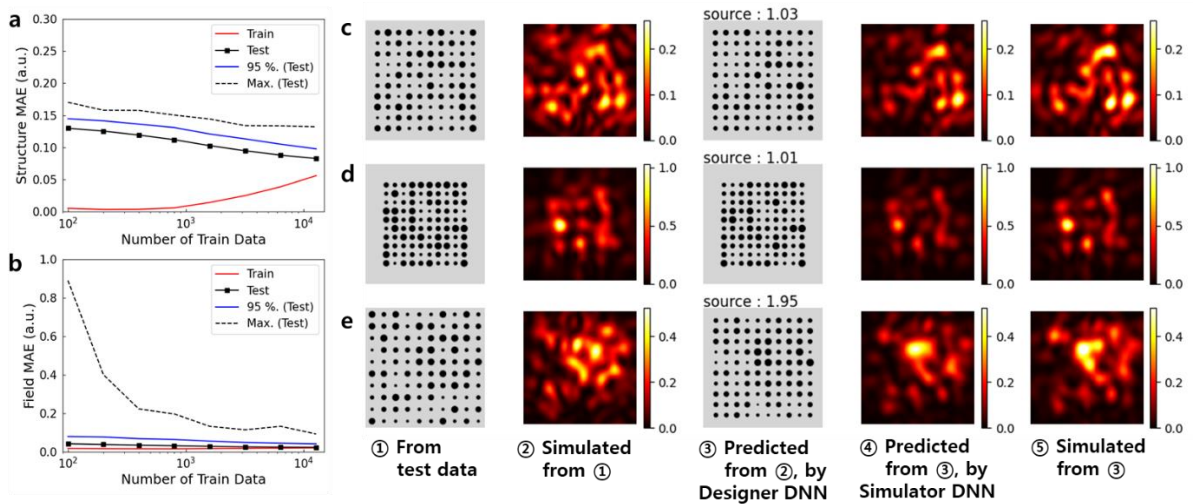 a
0.30
0.25
0.20
0.15
0.10
0.05
0.00
Structure MAE (a.u.)
Train
Test
95 %. (Test)
Max. (Test)
10²
10³
10⁴
Number of Train Data
b
1.0
0.8
0.6
0.4
0.2
0.0
Field MAE (a.u.)
Train
Test
95 %. (Test)
Max. (Test)
10²
10³
10⁴
Number of Train Data
c
0.2
0.1
0.0
source : 1.03
0.2
0.1
0.0
0.2
0.1
0.0
d
1.0
0.5
0.0
source : 1.01
1.0
0.5
0.0
1.0
0.5
0.0
e
0.4
0.2
0.0
source : 1.95
0.4
0.2
0.0
0.4
0.2
0.0
① From
test data
② Simulated
from ①
③ Predicted
from ②, by
Designer DNN
④ Predicted
from ③, by
Simulator DNN
⑤ Simulated
from ③